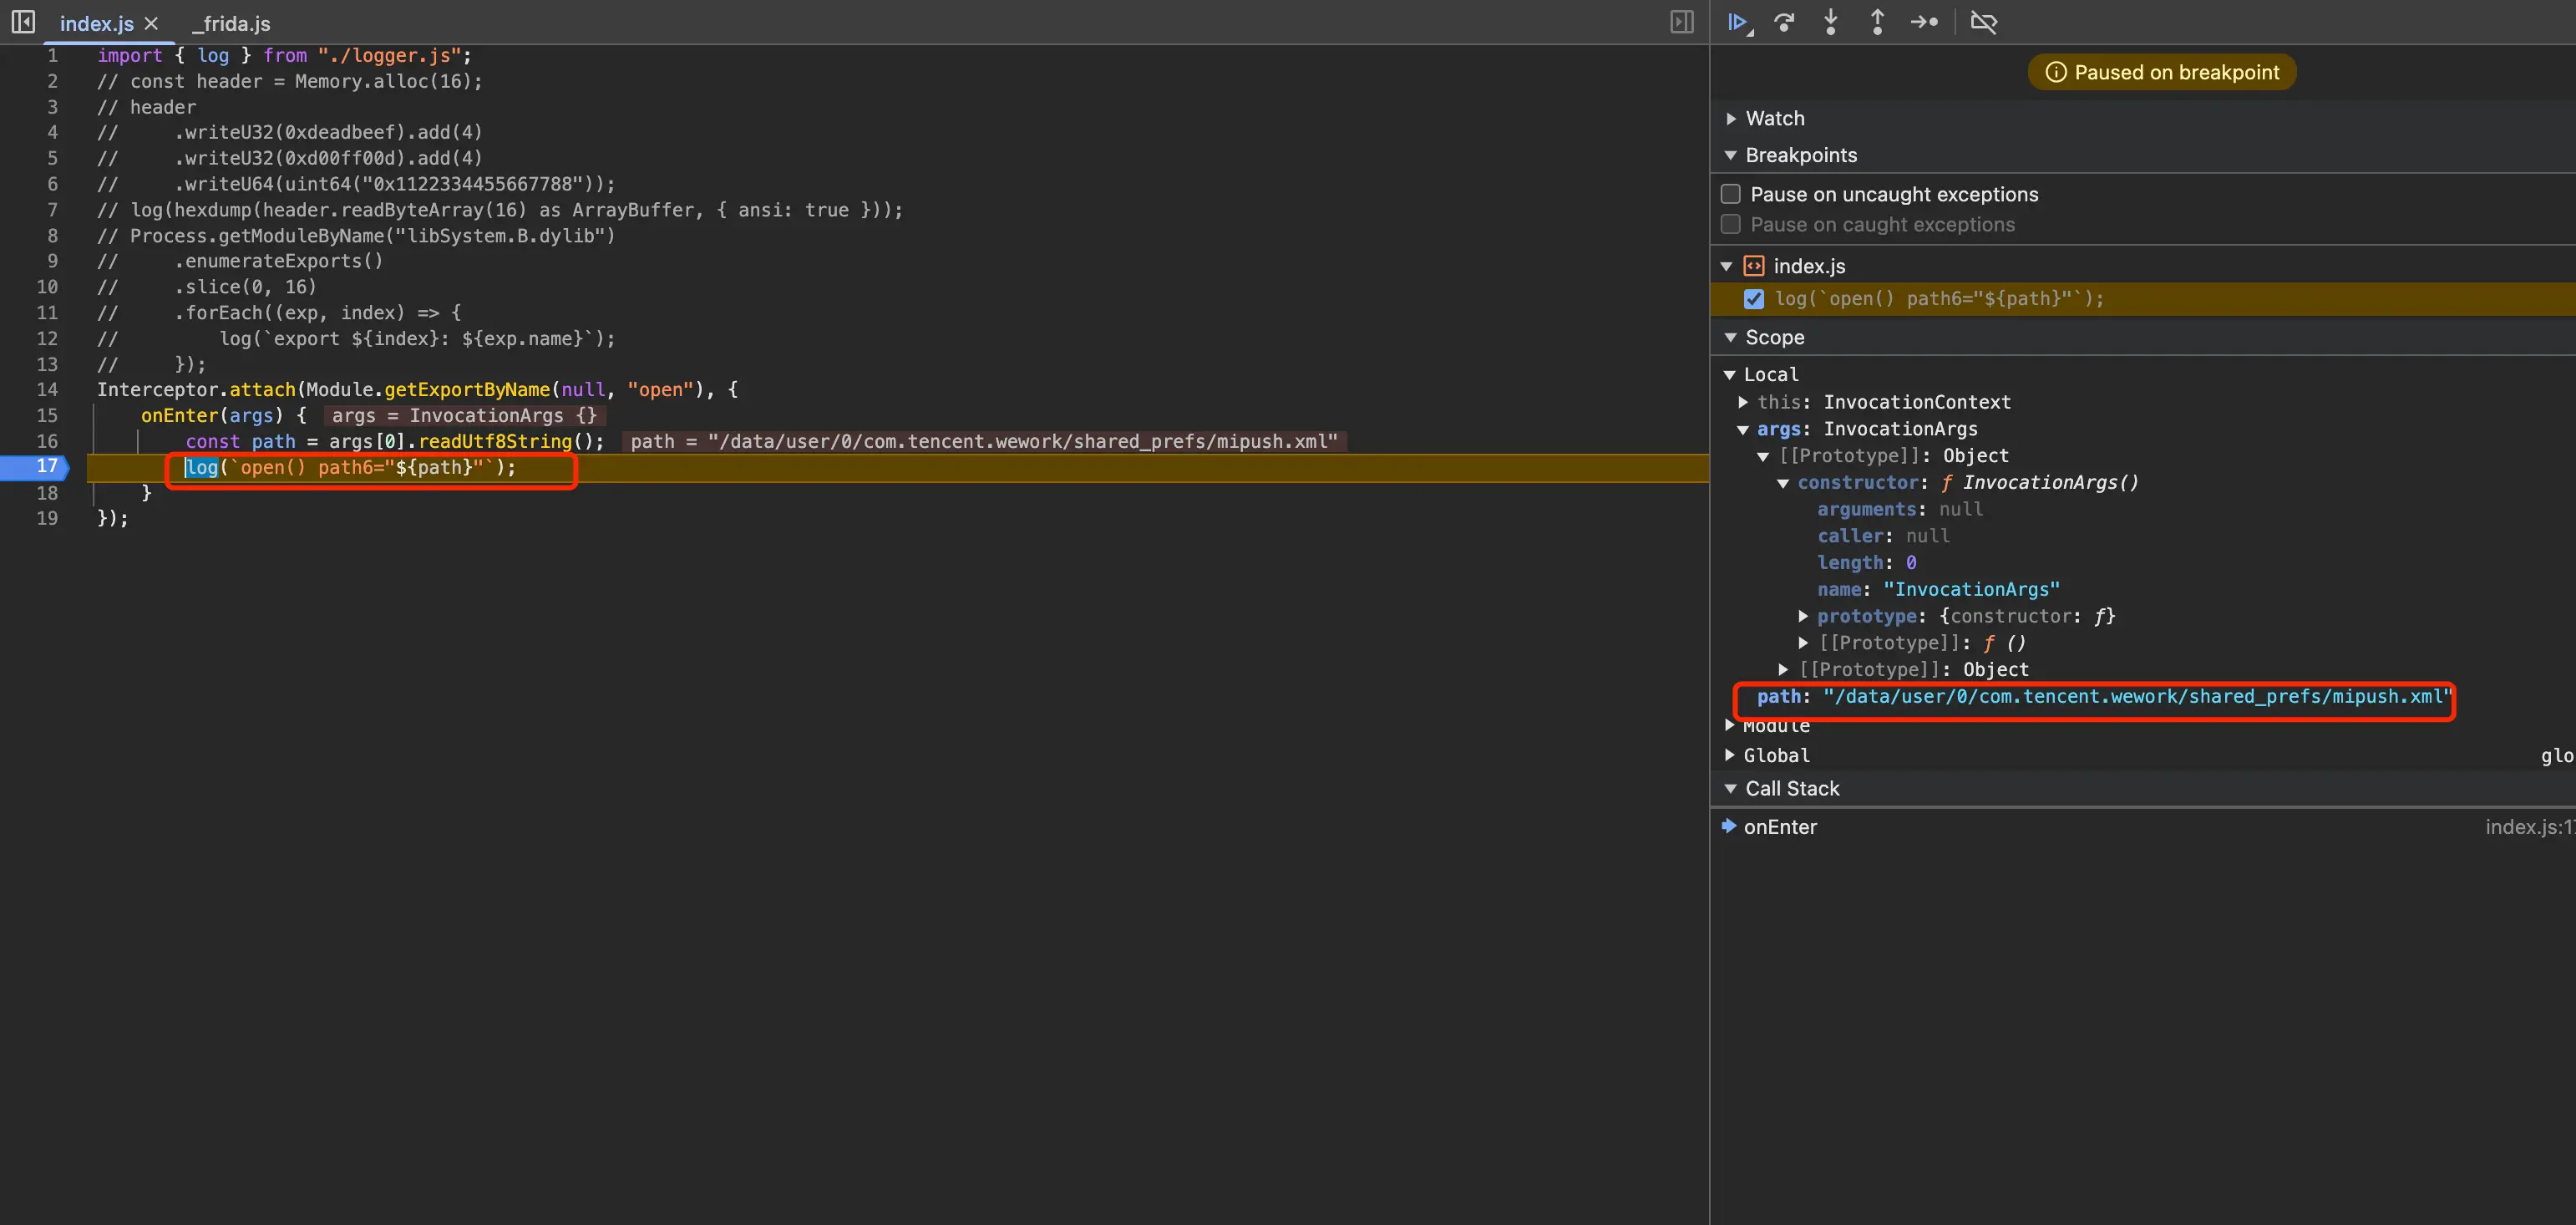 index.js
_frida.js
1 import { log } from "./logger.js";
2 // const header = Memory.alloc(16);
3 // header
4 //     .writeU32(0xdeadbeef).add(4)
5 //     .writeU32(0xd00ff00d).add(4)
6 //     .writeU64(uint64("0x1122334455667788"));
7 // log(hexdump(header.readByteArray(16) as ArrayBuffer, { ansi: true }));
8 // Process.getModuleByName("libSystem.B.dylib")
9 //     .enumerateExports()
10 //     .slice(0, 16)
11 //     .forEach((exp, index) => {
12 //         log(`export ${index}: ${exp.name}`);
13 //     });
14 Interceptor.attach(Module.getExportByName(null, "open"), {
15     onEnter(args) { args = InvocationArgs {}
16         const path = args[0].readUtf8String(); path = "/data/user/0/com.tencent.wework/shared_prefs/mipush.xml"
17         log(`open() path6="${path}"`);
18     }
19 });
Paused on breakpoint
Watch
Breakpoints
Pause on uncaught exceptions
Pause on caught exceptions
index.js
log(`open() path6="${path}"`);
Scope
Local
this: InvocationContext
args: InvocationArgs
[[Prototype]]: Object
constructor: ƒ InvocationArgs()
arguments: null
caller: null
length: 0
name: "InvocationArgs"
prototype: {constructor: ƒ}
[[Prototype]]: ƒ ()
[[Prototype]]: Object
path: "/data/user/0/com.tencent.wework/shared_prefs/mipush.xml"
Module
Global glo
Call Stack
onEnter index.js:17